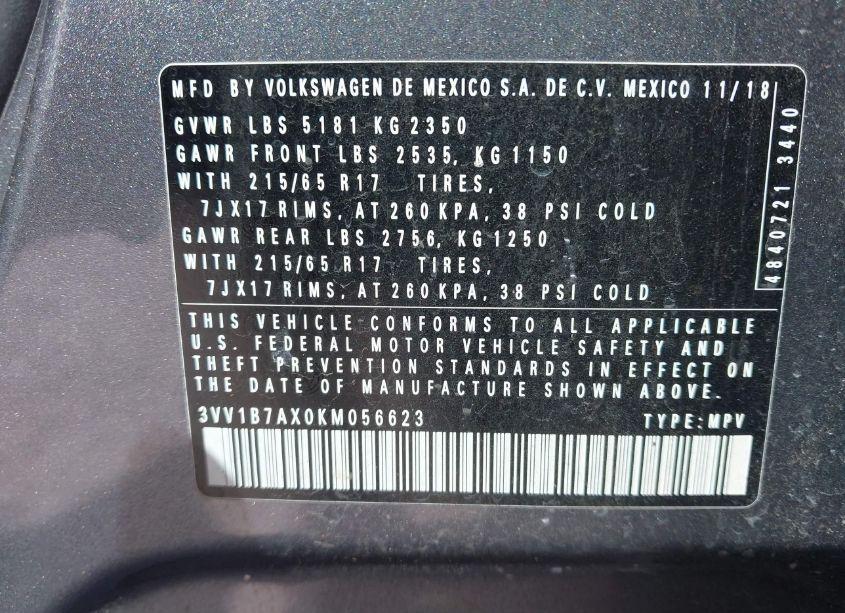 MFD BY VOLKSWAGEN DE MEXICO S.A. DE C.V. MEXICO 11/18
GVWR LBS 5181 KG 2350
GAWR FRONT LBS 2535, KG 1150
WITH 215/65 R17 TIRES,
7JX17 RIMS, AT 260 KPA, 38 PSI COLD
GAWR REAR LBS 2756, KG 1250
WITH 215/65 R17 TIRES,
7JX17 RIMS, AT 260 KPA, 38 PSI COLD
4840721 3440
THIS VEHICLE CONFORMS TO ALL APPLICABLE
U.S. FEDERAL MOTOR VEHICLE SAFETY AND
THEFT PREVENTION STANDARDS IN EFFECT ON
THE DATE OF MANUFACTURE SHOWN ABOVE.
3VV1B7AX0KM056623 TYPE:MPV